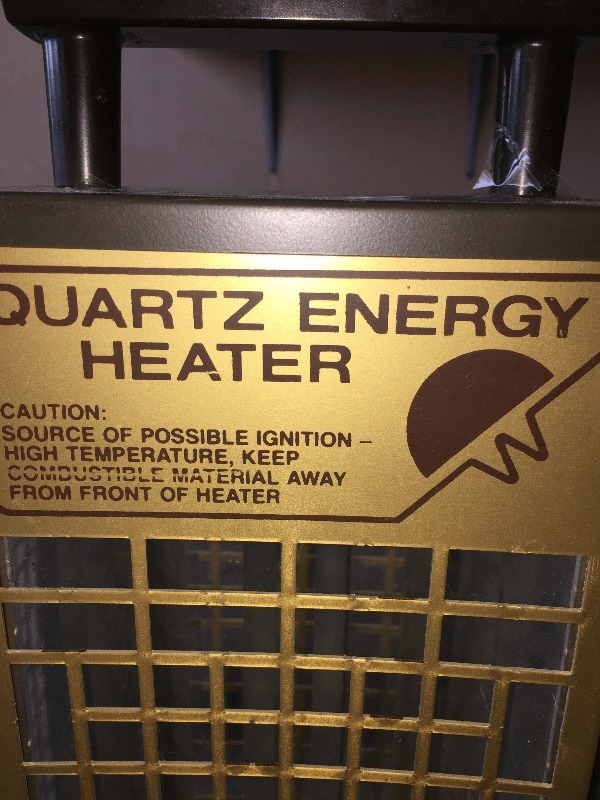 QUARTZ ENERGY
HEATER
CAUTION:
SOURCE OF POSSIBLE IGNITION –
HIGH TEMPERATURE, KEEP
COMBUSTIBLE MATERIAL AWAY
FROM FRONT OF HEATER